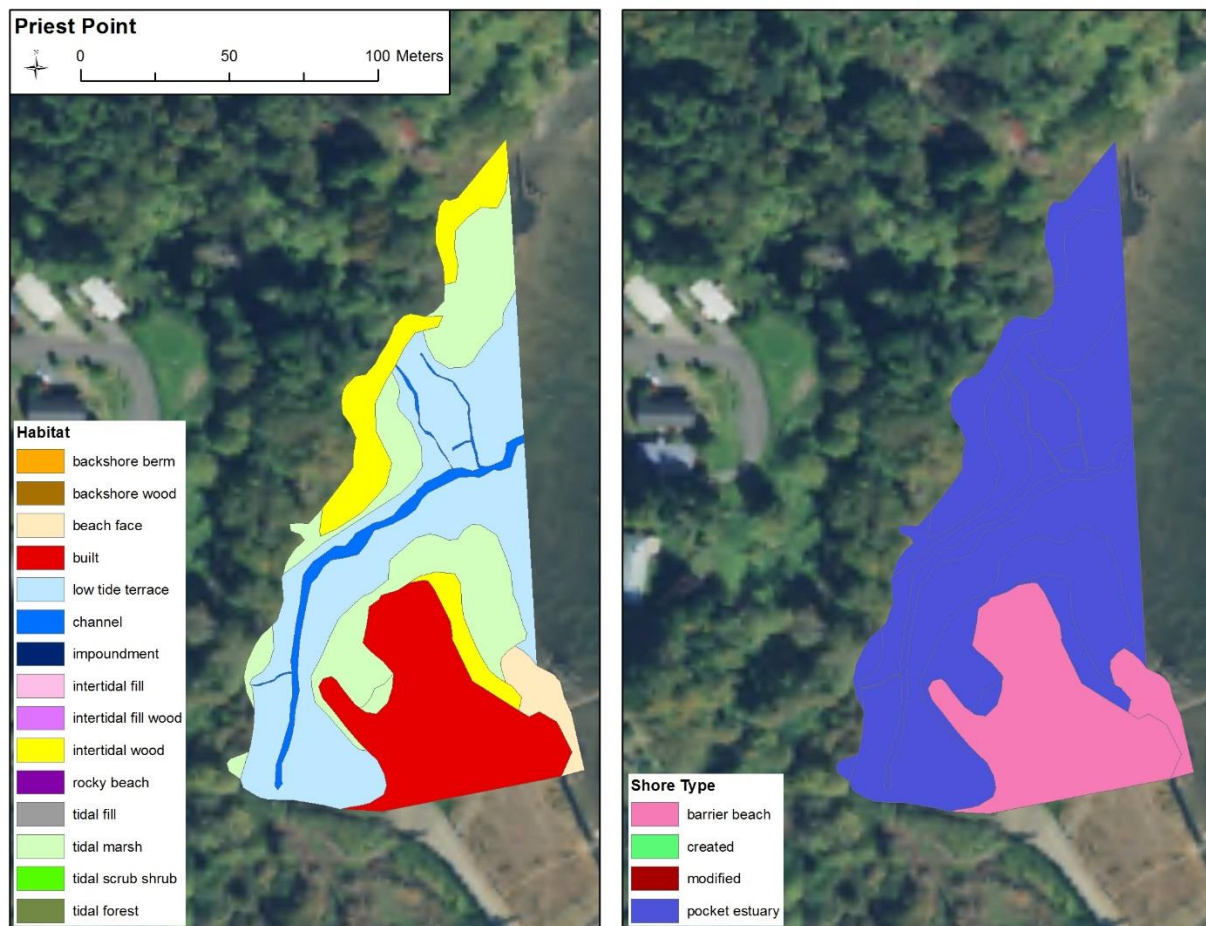 Priest Point
N
0 50 100 Meters
Habitat
backshore berm
backshore wood
beach face
built
low tide terrace
channel
impoundment
intertidal fill
intertidal fill wood
intertidal wood
rocky beach
tidal fill
tidal marsh
tidal scrub shrub
tidal forest
Shore Type
barrier beach
created
modified
pocket estuary